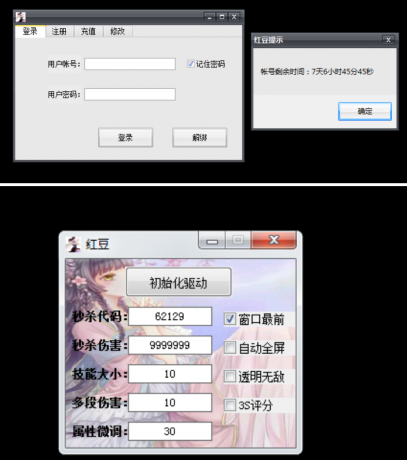 登录 注册 充值 修改
用户帐号: 记住密码
用户密码:
登录 解绑
红豆提示
帐号剩余时间：7天6小时45分45秒
确定
红豆
初始化驱动
秒杀代码: 62129 窗口最前
秒杀伤害: 9999999 自动全屏
技能大小: 10 透明无敌
多段伤害: 10 3S评分
属性微调: 30